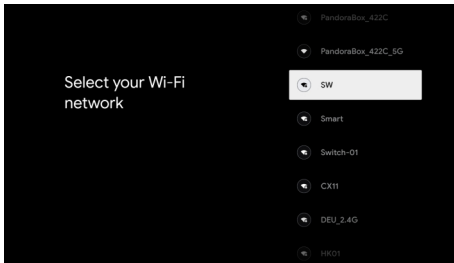 Select your Wi-Fi
network
PandoraBox_422C
PandoraBox_422C_5G
SW
Smart
Switch-01
CX11
DEU_2.4G
HK01